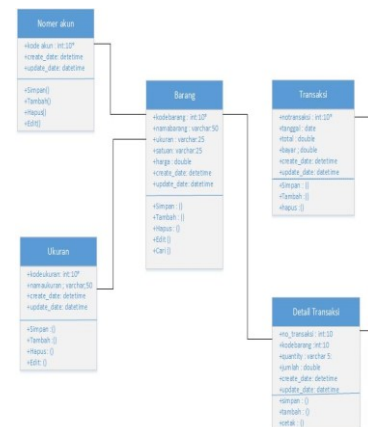 Nomer akun
+kode akun : int:10*
+create_date: detetime
+update_date: datetime
+Simpan()
+Tambah()
+Hapus()
+Edit()
Barang
+kodebarang : int:10*
+namabarang : varchar:50
+ukuran : varchar:25
+satuan: varchar:25
+harga : double
+create_date: detetime
+update_date: datetime
+Simpan : ()
+Tambah : ()
+Hapus : ()
+Edit ()
+Cari ()
Transaksi
+notransaksi : int:10*
+tanggal : date
+total : double
+bayar ; double
+create_date: detetime
+update_date: datetime
+Simpan : ()
+Tambah ()
+hapus ()
Ukuran
+kodeukuran: int:10*
+namaukuran ; varchar;50
+create_date: detetime
+update_date: datetime
+Simpan ()
+Tambah ()
+Hapus ()
+Edit: ()
Detail Transaksi
+no_transaksi : int:10
+kodebarang: int:10
+quantity : varchar 5
+jumlah : double
+create_date: detetime
+update_date: datetime
+simpan : ()
+tambah : ()
+cetak : ()